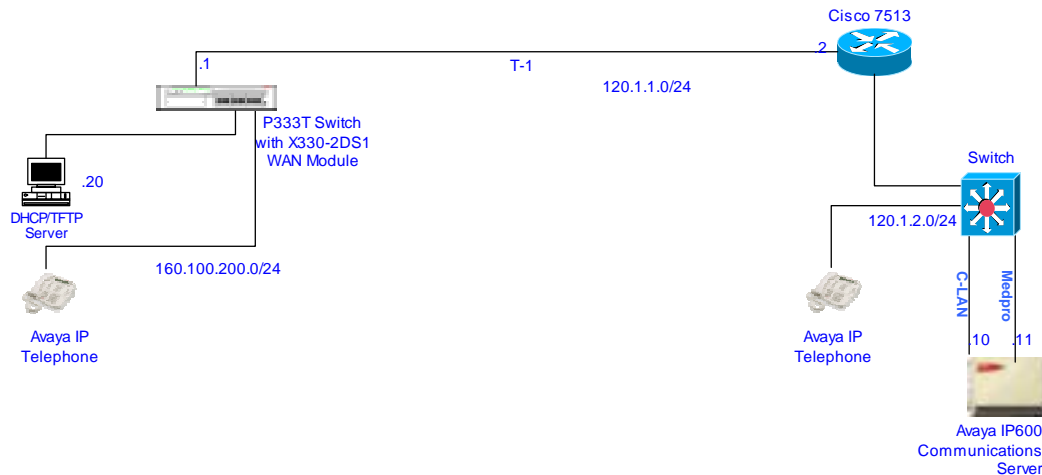 Cisco 7513
.1
T-1
.2
120.1.1.0/24
P333T Switch
with X330-2DS1
WAN Module
.20
DHCP/TFTP
Server
160.100.200.0/24
Avaya IP
Telephone
Switch
120.1.2.0/24
C-LAN
Medpro
Avaya IP
Telephone
.10
.11
Avaya IP600
Communications
Server